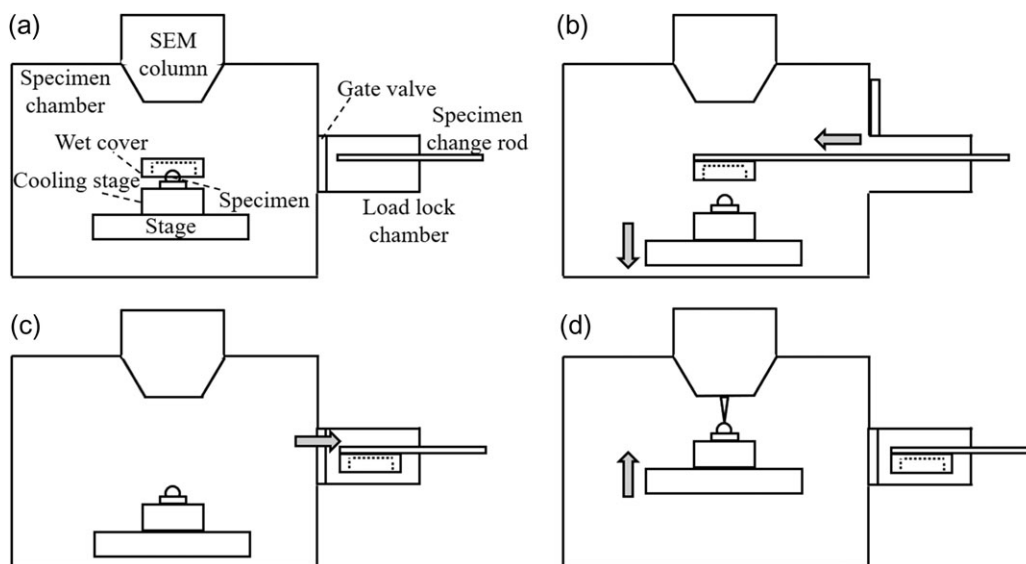 (a)
SEM
column
Specimen
chamber
Gate valve
Specimen
change rod
Wet cover
Cooling stage
Specimen
Stage
Load lock
chamber
(b)
(c)
(d)